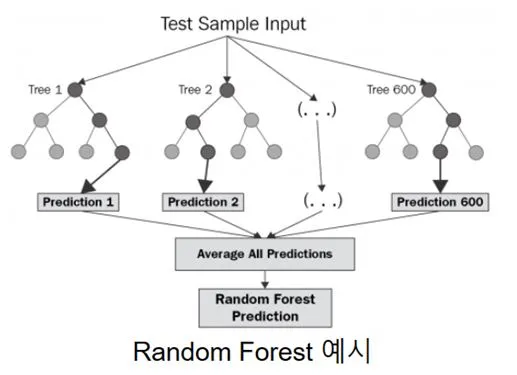 Test Sample Input
Tree 1
Tree 2
(. . .)
Tree 600
Prediction 1
Prediction 2
(. . .)
Prediction 600
Average All Predictions
Random Forest
Prediction
Random Forest 예시